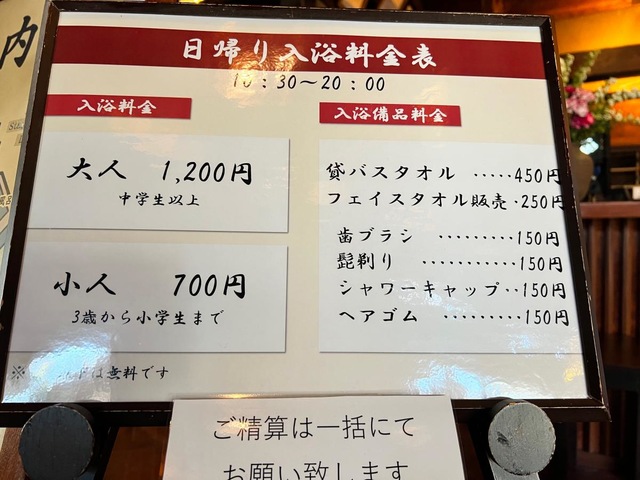 日帰り入浴料金表
10：30～20：00
入浴料金
大人 1,200円
中学生以上
小人 700円
3歳から小学生まで
は無料です
入浴備品料金
貸バスタオル ‥‥‥450円
フェイスタオル販売・250円
歯ブラシ ‥‥‥‥‥150円
髭剃り ‥‥‥‥‥‥150円
シャワーキャップ‥150円
ヘアゴム ‥‥‥‥‥150円
ご精算は一括にて
お願い致します
内